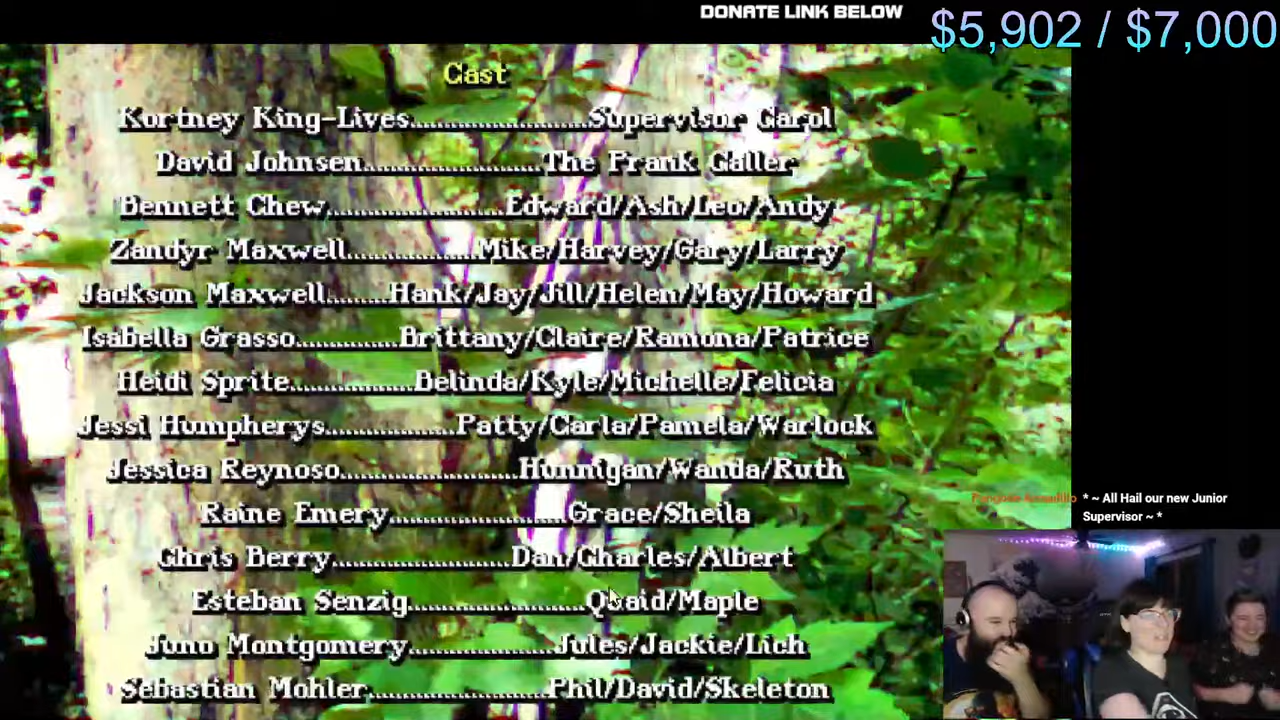 DONATE LINK BELOW
$5,902 / $7,000
Cast
Kortney King-Lives......................Supervisor Carol
David Johnsen......................The Frank Caller
Bennett Chew......................Edward/Ash/Leo/Andy
Zandyr Maxwell................Mike/Harvey/Gary/Larry
Jackson Maxwell........Hank/Jay/Jill/Helen/May/Howard
Isabella Grasso.............Brittany/Claire/Ramona/Patrice
Heidi Sprite...............Belinda/Kyle/Michelle/Felicia
Jessi Humpherys................Patty/Carla/Pamela/Warlock
Jessica Reynoso......................Hunnigan/Wanda/Ruth
Raine Emery......................Grace/Sheila
Chris Berry......................Dan/Charles/Albert
Esteban Senzig......................Quaid/Maple
Juno Montgomery..................Jules/Jackie/Lich
Sebastian Mohler......................Phil/David/Skeleton
* ~ All Hail our new Junior
Supervisor ~ *